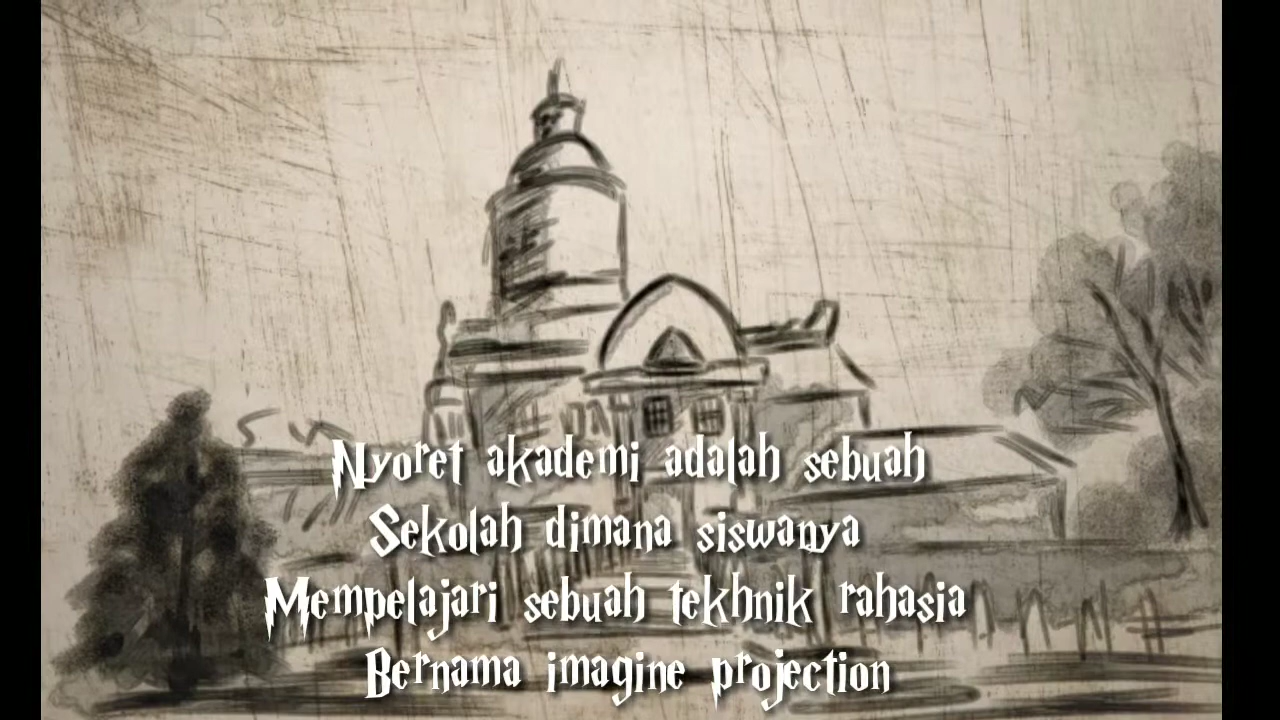 Nyoret akademi adalah sebuah
Sekolah dimana siswanya
Mempelajari sebuah tekhnik rahasia
Bernama imagine projection